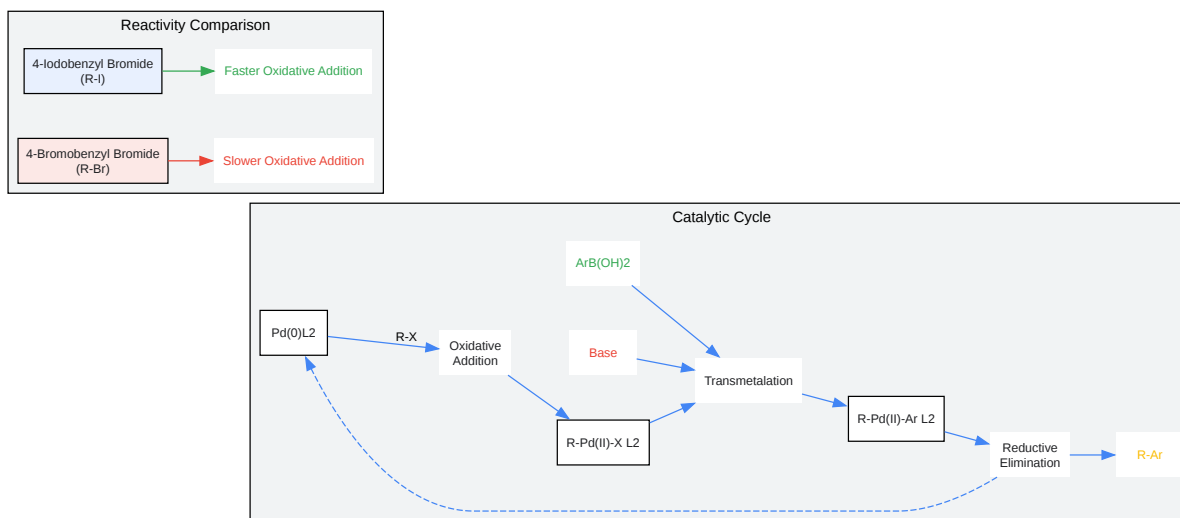 Reactivity Comparison
4-Iodobenzyl Bromide
(R-I)
Faster Oxidative Addition
4-Bromobenzyl Bromide
(R-Br)
Slower Oxidative Addition
Catalytic Cycle
ArB(OH)2
Pd(0)L2
R-X
Oxidative
Addition
Base
Transmetalation
R-Pd(II)-X L2
R-Pd(II)-Ar L2
Reductive
Elimination
R-Ar